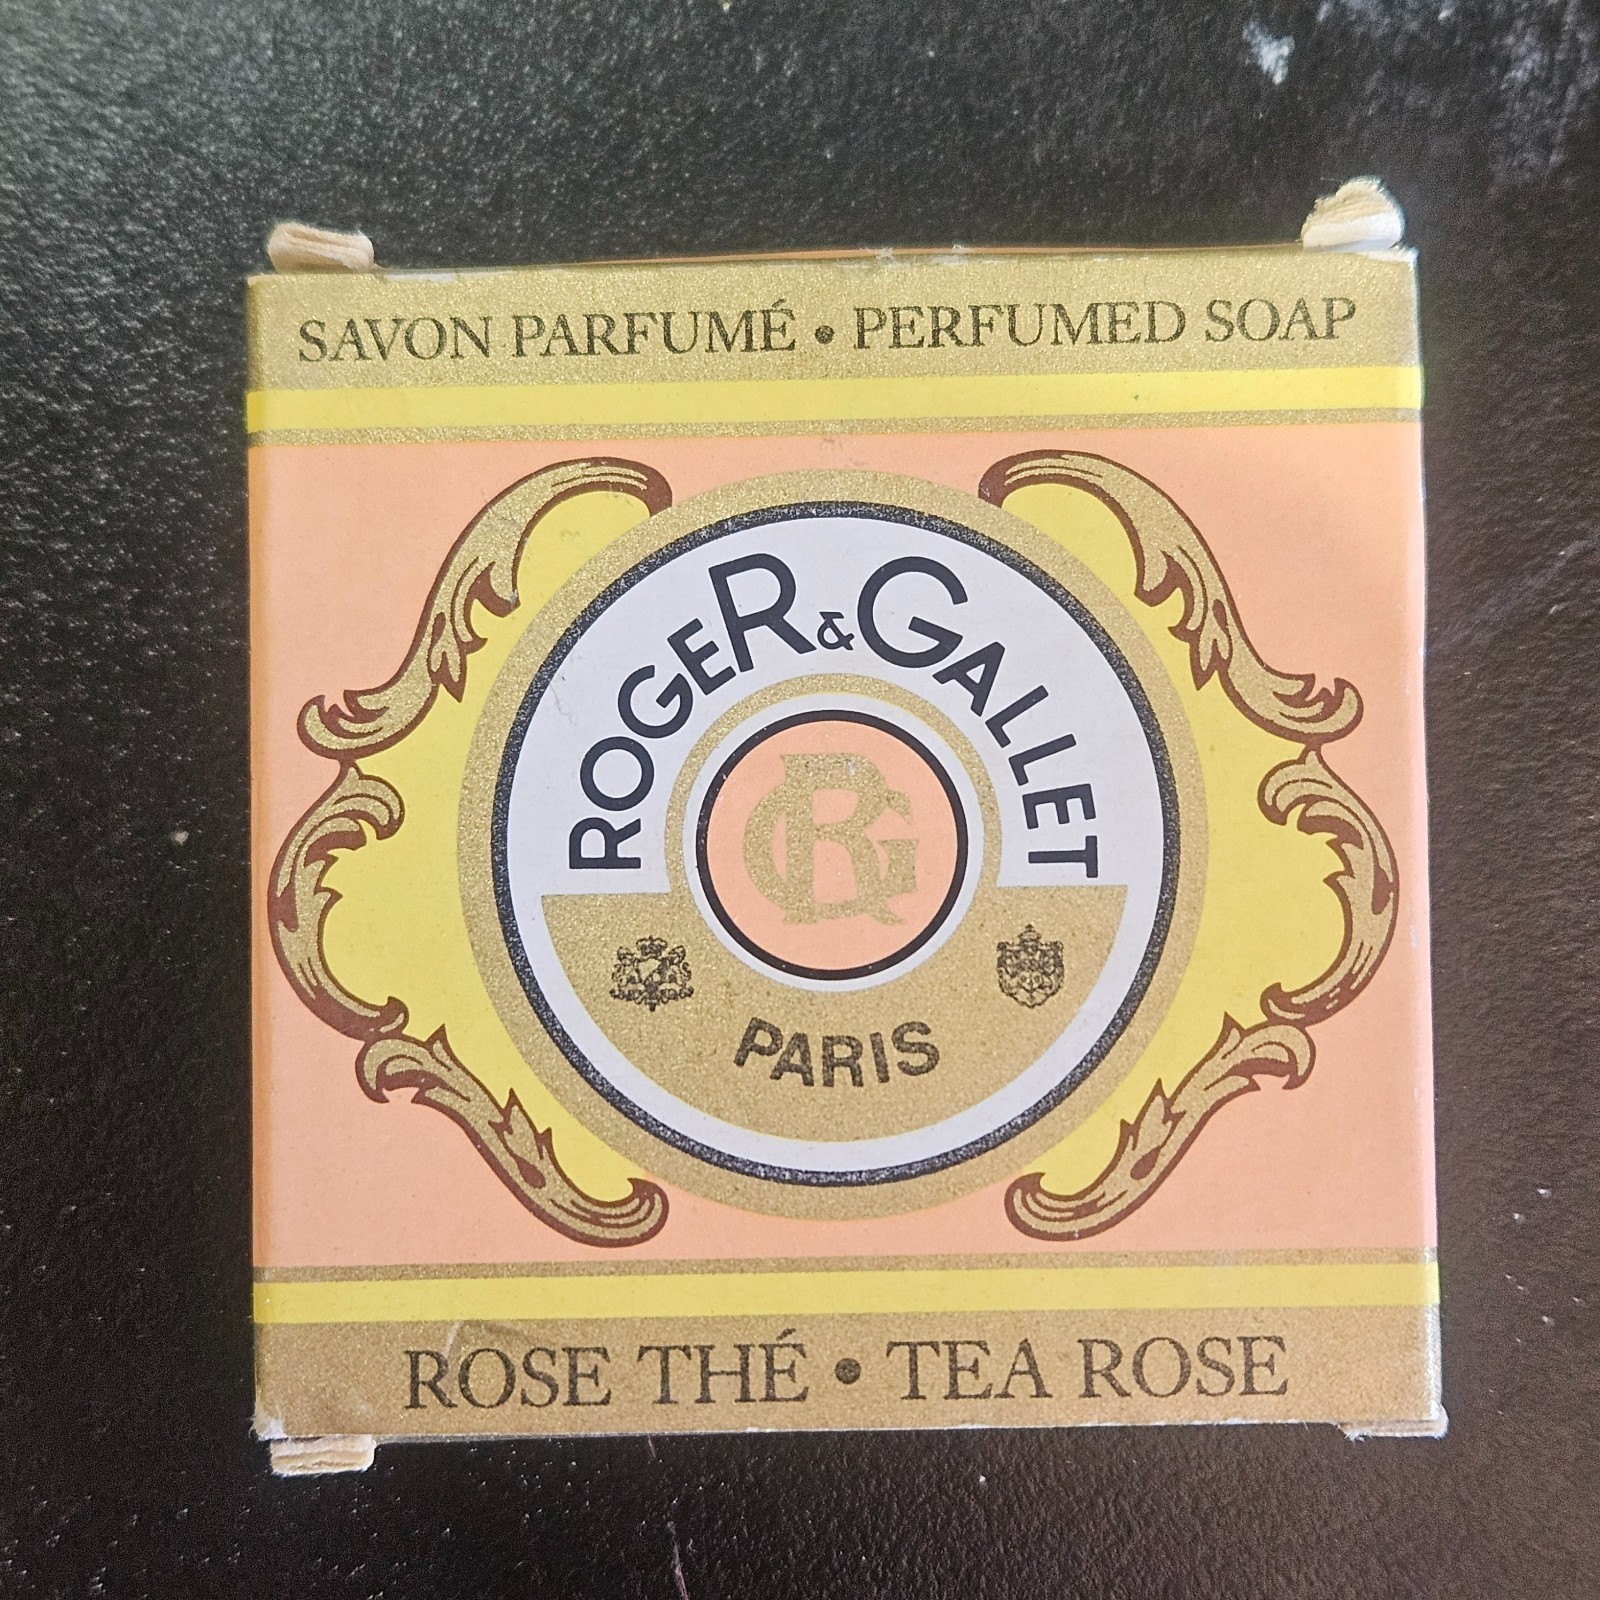 SAVON PARFUMÉ • PERFUMED SOAP
ROGER & GALLET
RG
PARIS
ROSE THÉ • TEA ROSE